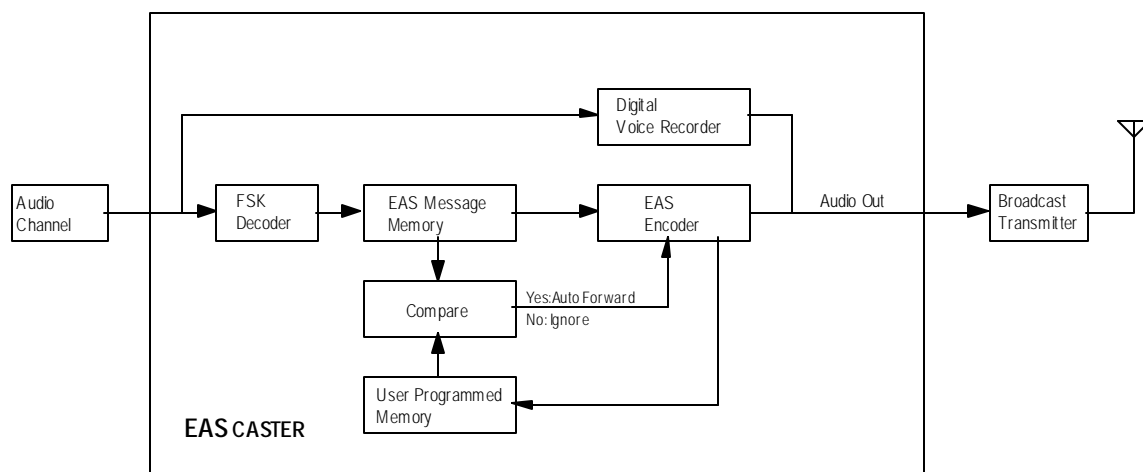 Digital
Voice Recorder
Audio
Channel
FSK
Decoder
EAS Message
Memory
EAS
Encoder
Audio Out
Broadcast
Transmitter
Compare
Yes:Auto Forward
No:Ignore
User Programmed
Memory
EAS CASTER